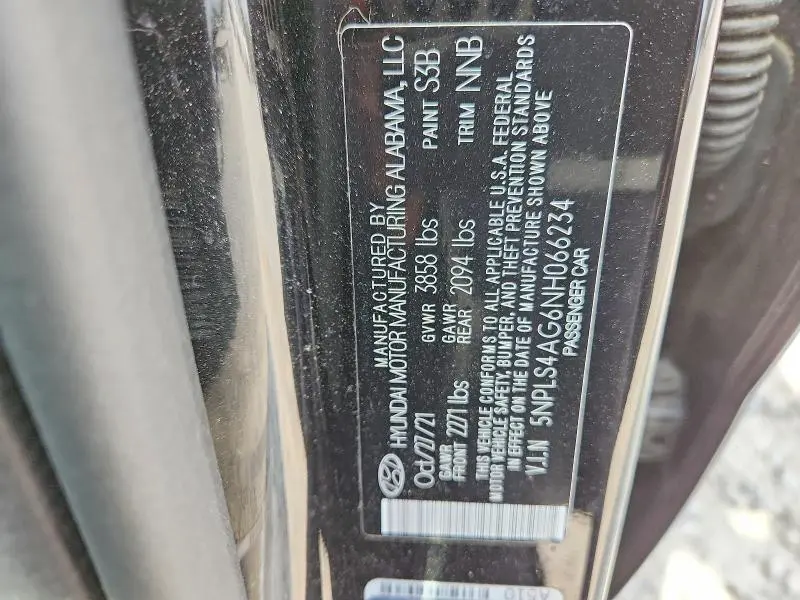 MANUFACTURED BY
HYUNDAI MOTOR MANUFACTURING ALABAMA, LLC
Oct/27/21 GVWR 3858 lbs PAINT S3B
GAWR FRONT 2271 lbs GAWR REAR 2094 lbs TRIM NNB
THIS VEHICLE CONFORMS TO ALL APPLICABLE U.S.A. FEDERAL
MOTOR VEHICLE SAFETY, BUMPER, AND THEFT PREVENTION STANDARDS
IN EFFECT ON THE DATE OF MANUFACTURE SHOWN ABOVE
V.I.N 5NPLS4AG6NH066234
PASSENGER CAR